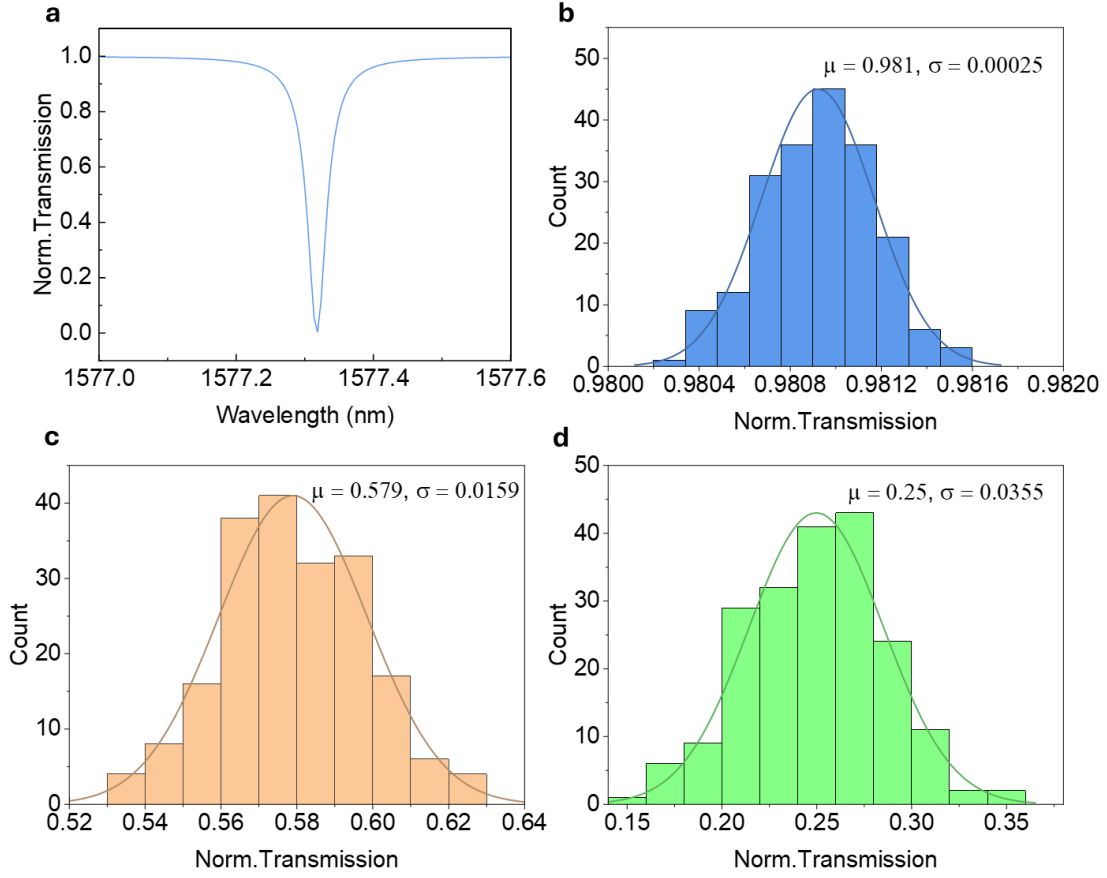 a
1.0
0.8
0.6
0.4
0.2
0.0
Norm.Transmission
1577.0 1577.2 1577.4 1577.6
Wavelength (nm)
b
μ = 0.981, σ = 0.00025
50
40
30
20
10
0
Count
0.9800 0.9804 0.9808 0.9812 0.9816 0.9820
Norm.Transmission
c
μ = 0.579, σ = 0.0159
40
30
20
10
0
Count
0.52 0.54 0.56 0.58 0.60 0.62 0.64
Norm.Transmission
d
μ = 0.25, σ = 0.0355
50
40
30
20
10
0
Count
0.15 0.20 0.25 0.30 0.35
Norm.Transmission